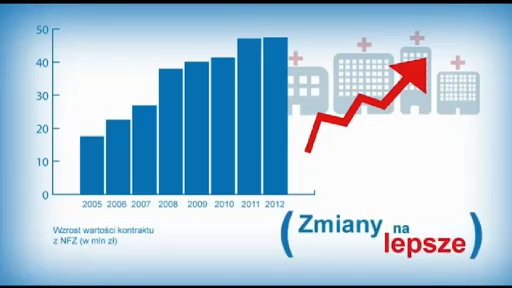 50
40
30
20
10
0
2005 2006 2007 2008 2009 2010 2011 2012
Wzrost wartości kontraktu
z NFZ (w mln zł)
(Zmiany na
lepsze)